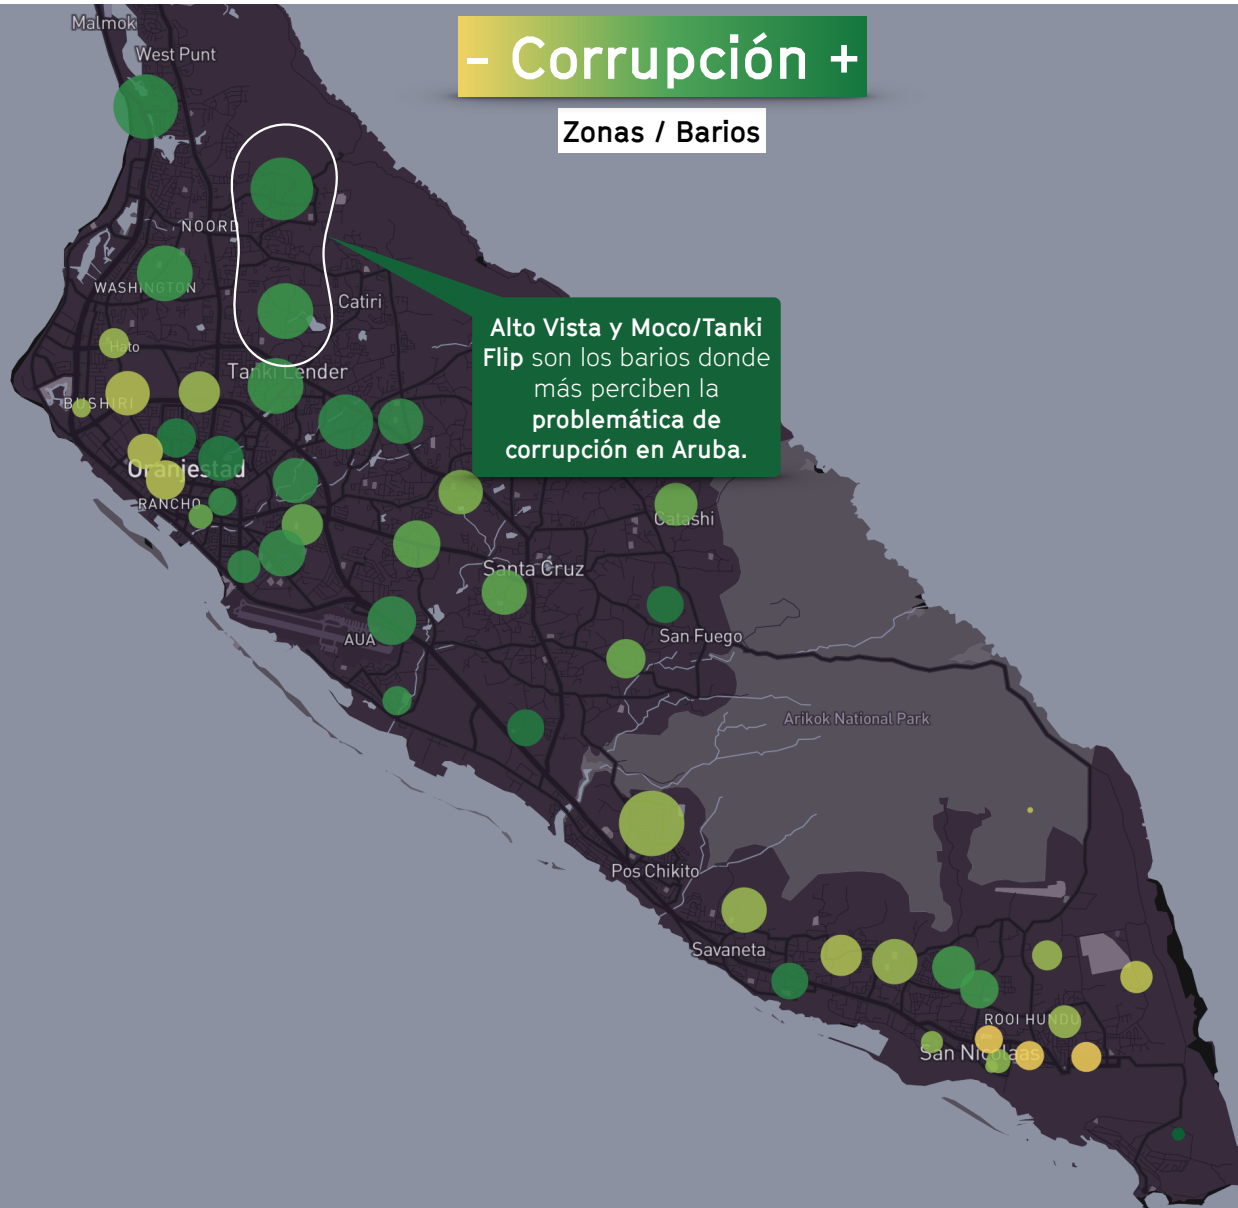 Malmok
- Corrupción +
West Punt
Zonas / Barios
NOORD
WASHINGTON
Catiri
Alto Vista y Moco/Tanki
Flip son los barios donde
más perciben la
problemática de
corrupción en Aruba.
Hato
Tanki Lender
BUSHIRI
Oranjestad
RANCHO
Catashi
Santa Cruz
AUA
San Fuego
Arikok National Park
Pos Chikito
Savaneta
ROOI HUNDU
San Nicolaas